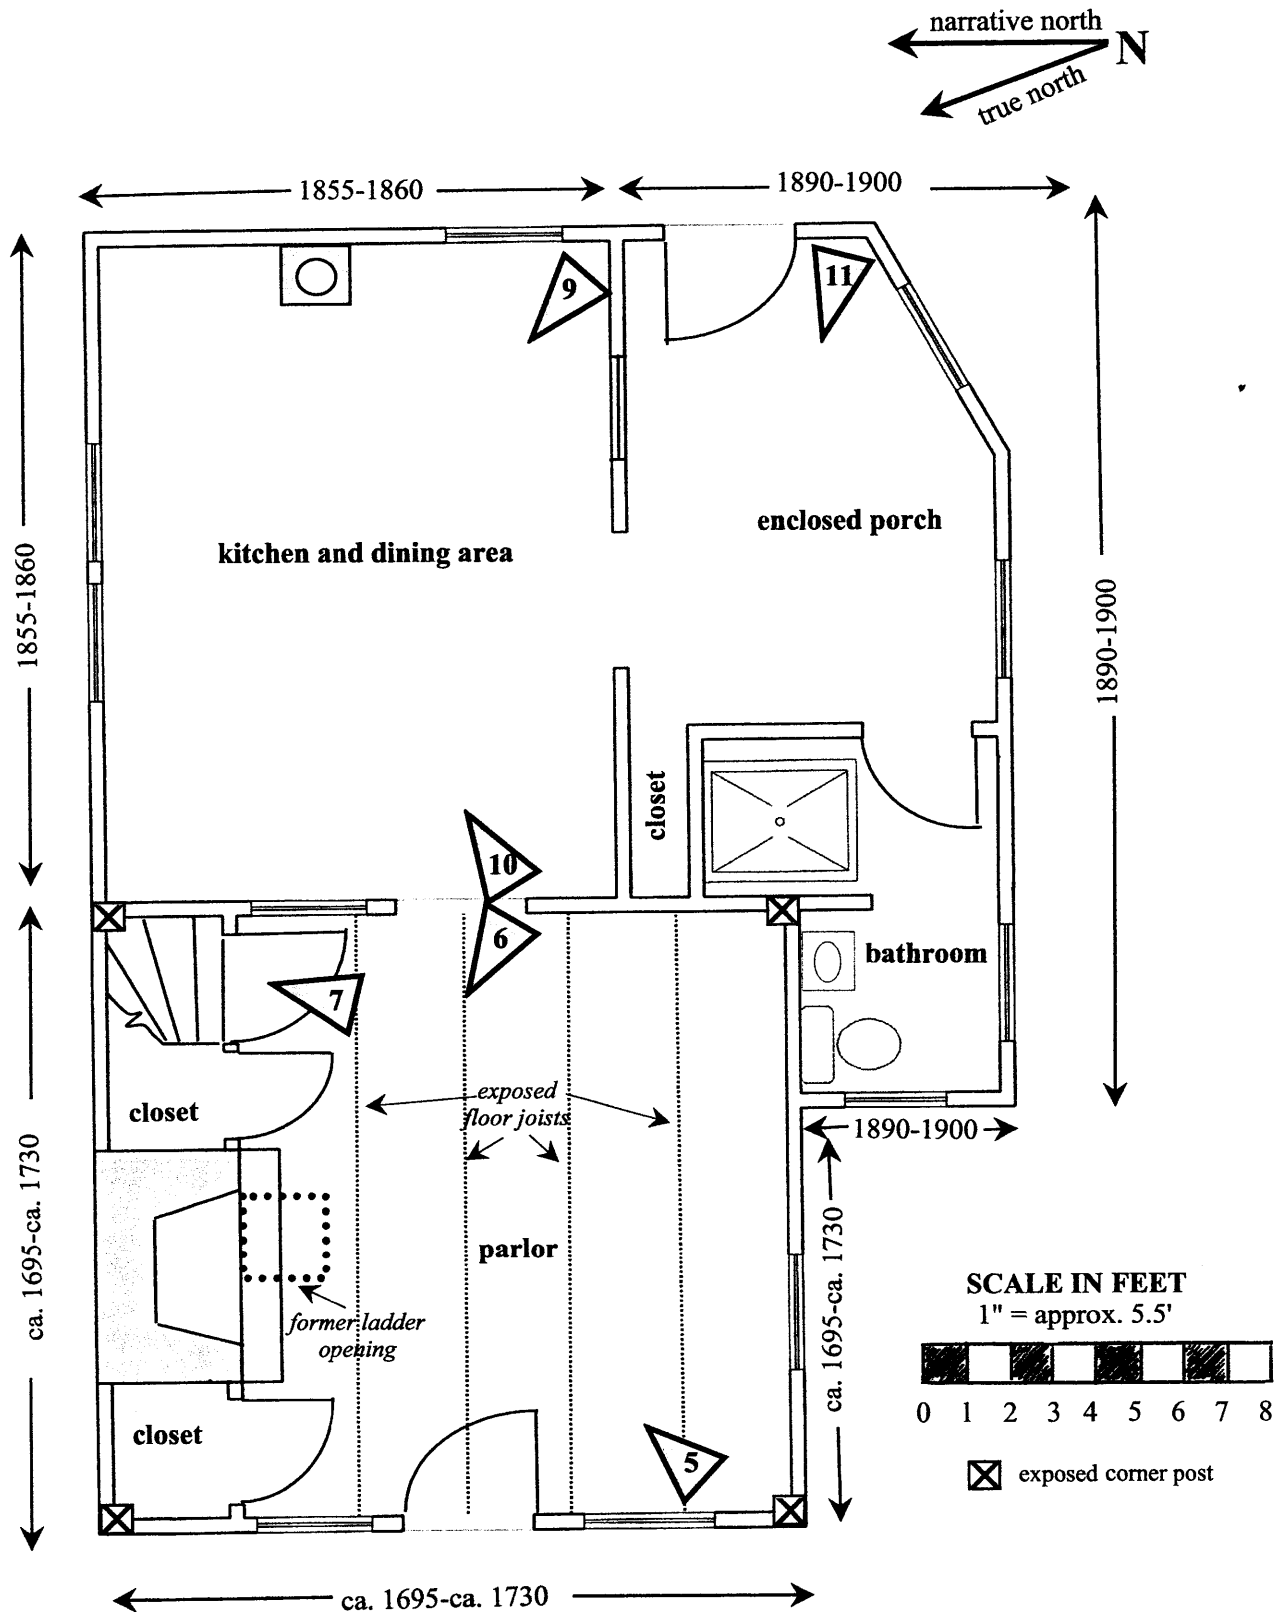 narrative north
N
true north
1855-1860
1890-1900
9
11
1855-1860
kitchen and dining area
enclosed porch
1890-1900
closet
10
6
bathroom
7
exposed
floor joists
closet
1890-1900
ca. 1695-ca. 1730
parlor
ca. 1695-ca. 1730
former ladder
opening
SCALE IN FEET
1" = approx. 5.5'
0 1 2 3 4 5 6 7 8
closet
5
exposed corner post
ca. 1695-ca. 1730